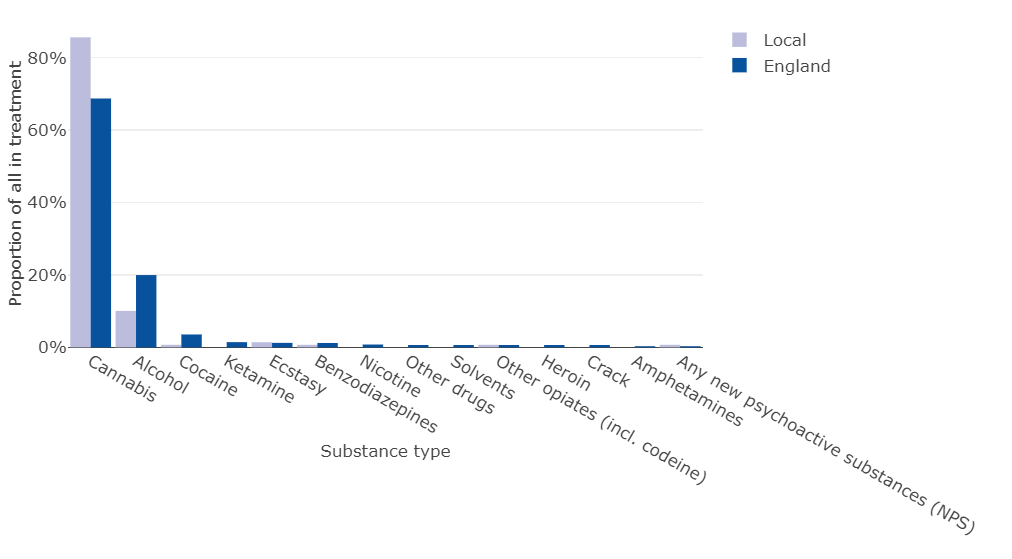 Local
England
Proportion of all in treatment
80%
60%
40%
20%
0%
Cannabis
Alcohol
Cocaine
Ketamine
Ecstasy
Benzodiazepines
Nicotine
Other drugs
Solvents
Other opiates (incl. codeine)
Heroin
Crack
Amphetamines
Any new psychoactive substances (NPS)
Substance type